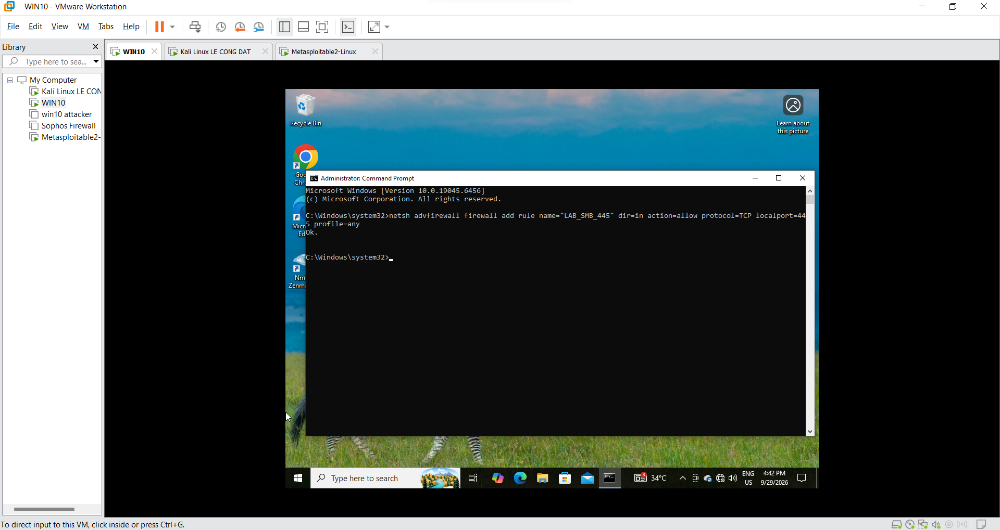 WIN10 - VMware Workstation
File Edit View VM Tabs Help
Library
Type here to sea...
WIN10
Kali Linux LE CONG DAT
Metasploitable2-Linux
My Computer
Kali Linux LE CON
WIN10
win10 attacker
Sophos Firewall
Metasploitable2-
Recycle Bin
Learn about
this picture
Goo
Chr
Micr
Ed
Nm
Zenma
Administrator: Command Prompt
Microsoft Windows [Version 10.0.19045.6456]
(c) Microsoft Corporation. All rights reserved.
C:\Windows\system32>netsh advfirewall firewall add rule name="LAB_SMB_445" dir=in action=allow protocol=TCP localport=44
5 profile=any
Ok.
C:\Windows\system32>
Type here to search
3
34°C
ENG
US
4:42 PM
9/29/2026
To direct input to this VM, click inside or press Ctrl+G.